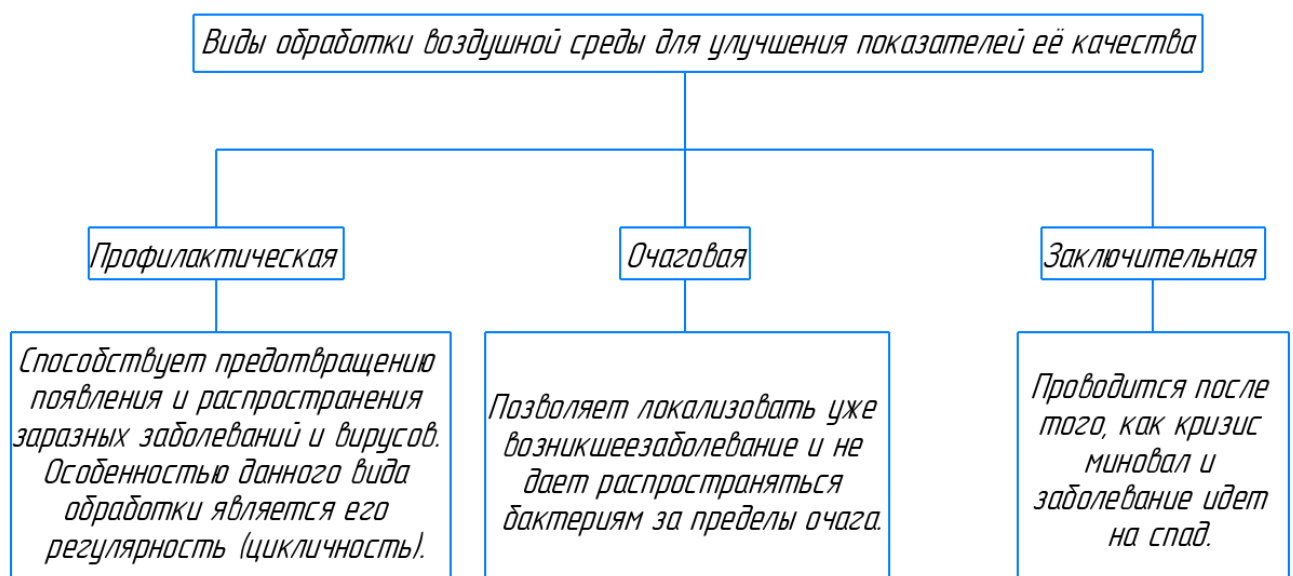 Виды обработки воздушной среды для улучшения показателей её качества
Профилактическая
Очаговая
Заключительная
Способствует предотвращению
появления и распространения
заразных заболеваний и вирусов.
Особенностью данного вида
обработки является его
регулярность (цикличность).
Позволяет локализовать уже
возникшеезаболевание и не
дает распространяться
бактериям за пределы очага.
Проводится после
того, как кризис
миновал и
заболевание идет
на спад.